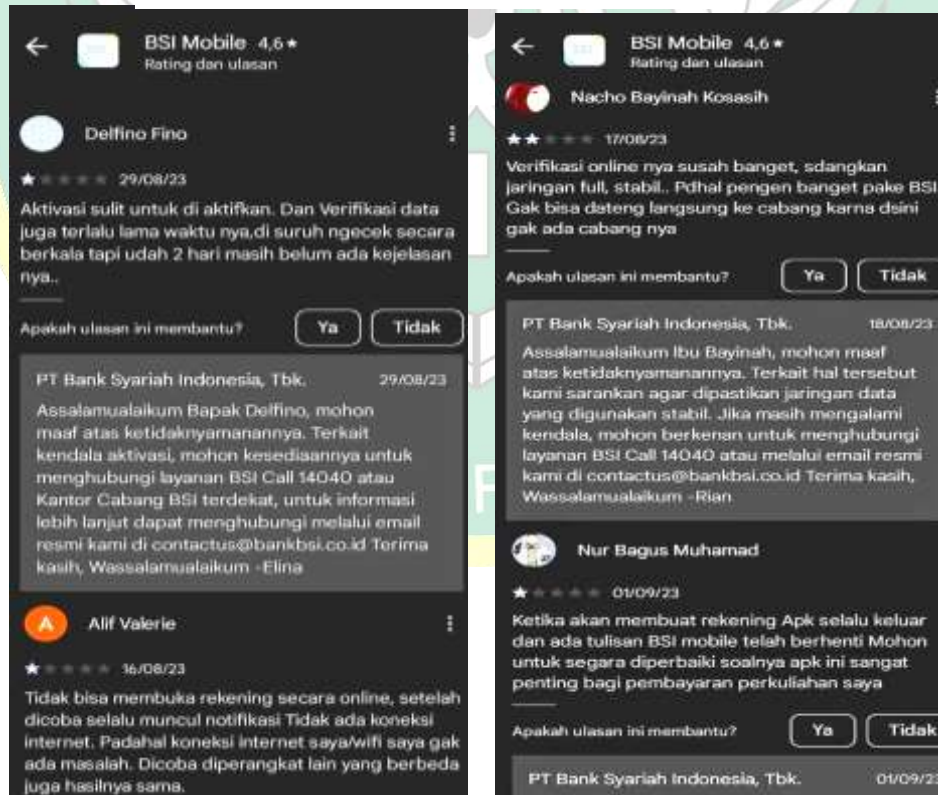 BSI Mobile 4,6★
Rating dan ulasan
Delfino Fino
29/08/23
Aktivasi sulit untuk di aktifkan. Dan Verifikasi data
juga terlalu lama waktu nya,di suruh ngecek secara
berkala tapi udah 2 hari masih belum ada kejelasan
nya..
Apakah ulasan ini membantu?
Ya
Tidak
PT Bank Syariah Indonesia, Tbk.
29/08/23
Assalamualaikum Bapak Delfino, mohon
maaf atas ketidaknyamanannya. Terkait
kendala aktivasi, mohon kesediaannya untuk
menghubungi layanan BSI Call 14040 atau
Kantor Cabang BSI terdekat, untuk informasi
lebih lanjut dapat menghubungi melalui email
resmi kami di contactus@bankbsi.co.id Terima
kasih, Wassalamualaikum -Elina
A
Alif Valerie
16/08/23
Tidak bisa membuka rekening secara online, setelah
dicoba selalu muncul notifikasi Tidak ada koneksi
internet. Padahal koneksi internet saya/wifi saya gak
ada masalah. Dicoba diperangkat lain yang berbeda
juga hasilnya sama.
BSI Mobile 4,6★
Rating dan ulasan
Nacho Bayinah Kosasih
17/08/23
Verifikasi online nya susah banget, sdangkan
jaringan full, stabil.. Pdhal pengen banget pake BSI
Gak bisa dateng langsung ke cabang karna dsini
gak ada cabang nya
Apakah ulasan ini membantu?
Ya
Tidak
PT Bank Syariah Indonesia, Tbk.
18/08/23
Assalamualaikum Ibu Bayinah, mohon maaf
atas ketidaknyamanannya. Terkait hal tersebut
kami sarankan agar dipastikan jaringan data
yang digunakan stabil. Jika masih mengalami
kendala, mohon berkenan untuk menghubungi
layanan BSI Call 14040 atau melalui email resmi
kami di contactus@bankbsi.co.id Terima kasih,
Wassalamualaikum -Rian
Nur Bagus Muhamad
01/09/23
Ketika akan membuat rekening Apk selalu keluar
dan ada tulisan BSI mobile telah berhenti Mohon
untuk segara diperbaiki soalnya apk ini sangat
penting bagi pembayaran perkuliahan saya
Apakah ulasan ini membantu?
Ya
Tidak
PT Bank Syariah Indonesia, Tbk.
01/09/23